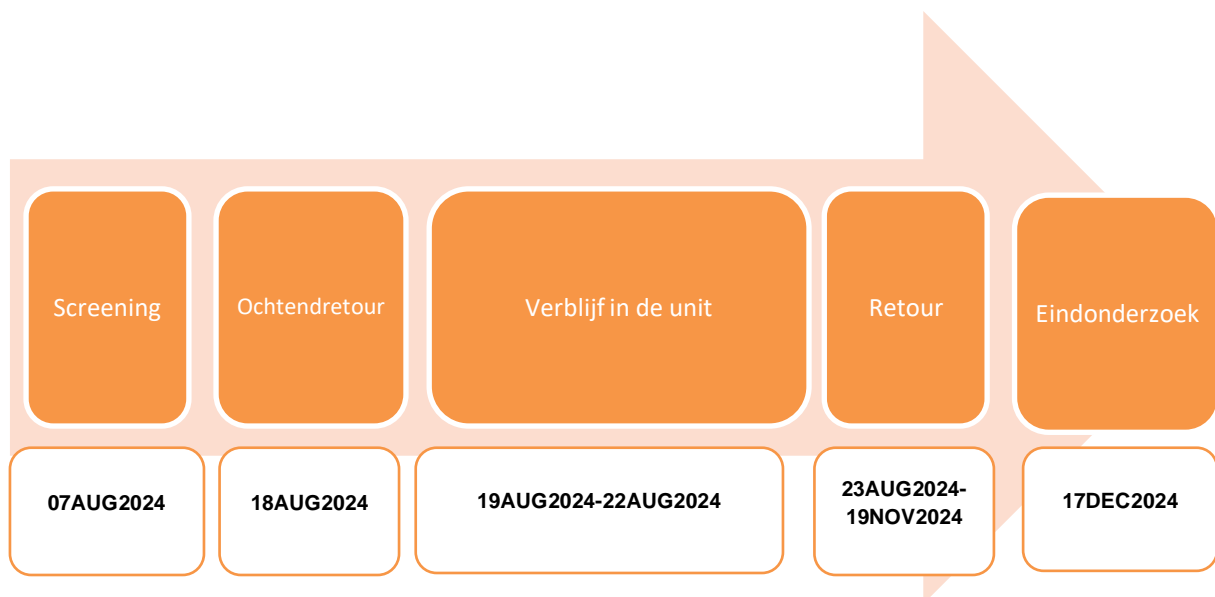 Screening
Ochtendretour
Verblijf in de unit
Retour
Eindonderzoek
07AUG2024
18AUG2024
19AUG2024-22AUG2024
23AUG2024-
19NOV2024
17DEC2024